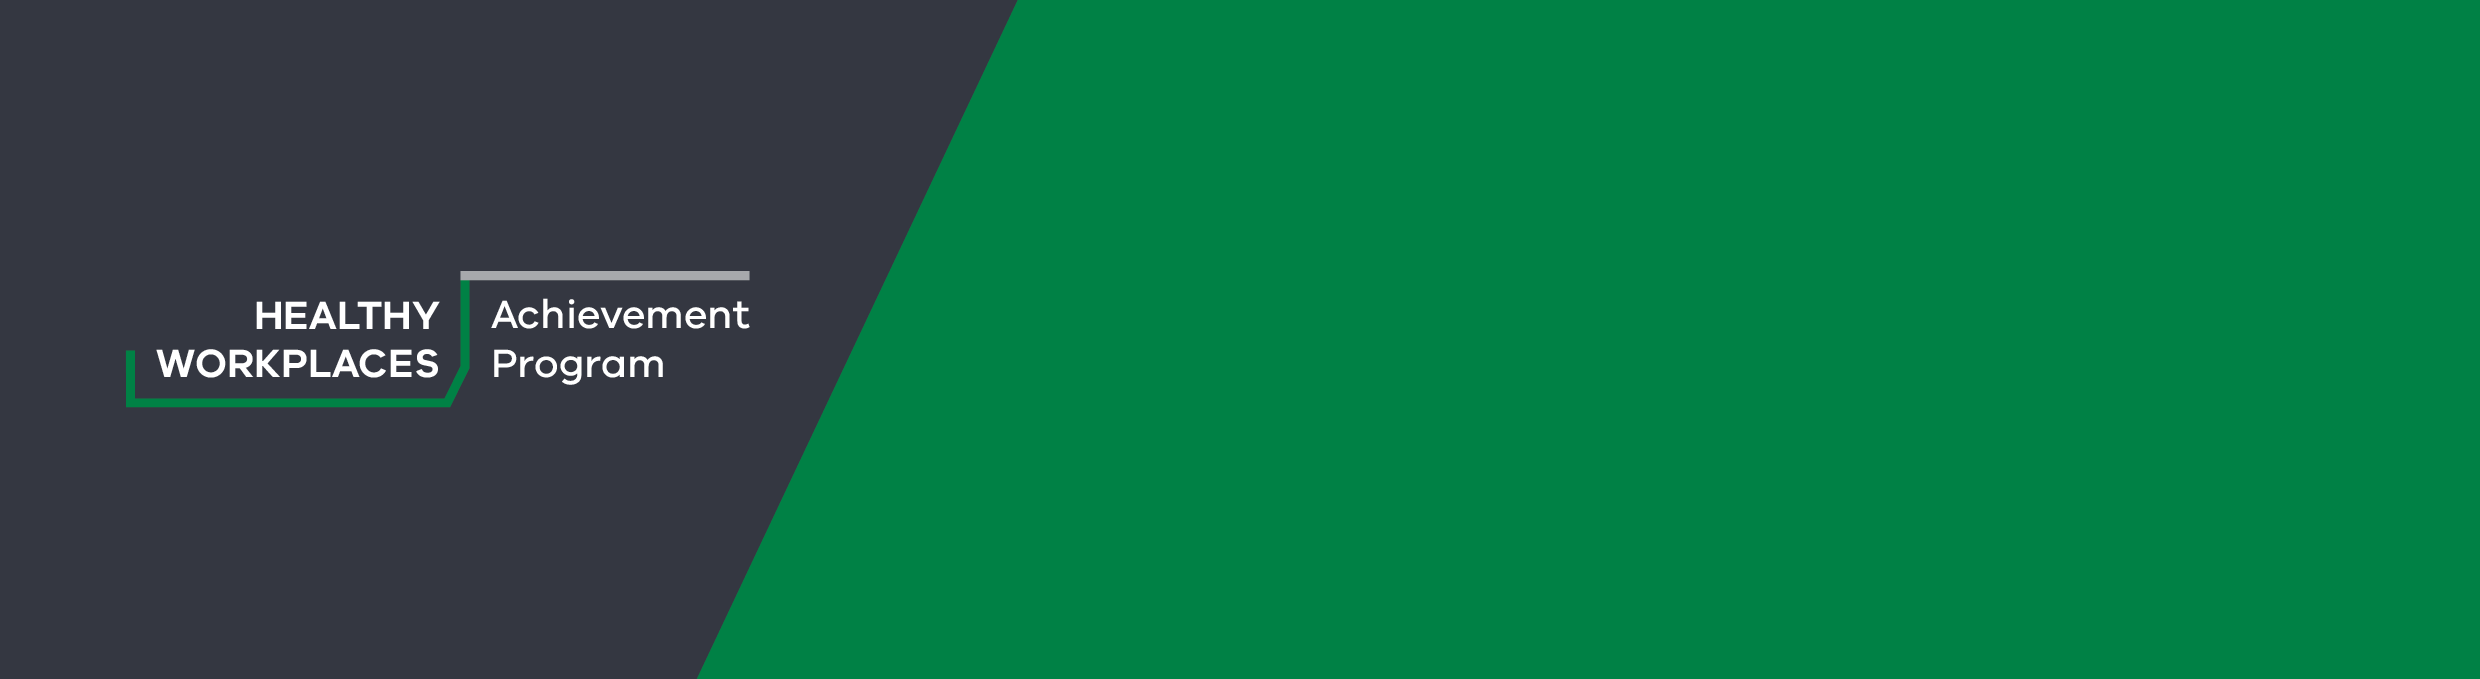 HEALTHY
WORKPLACES
Achievement
Program